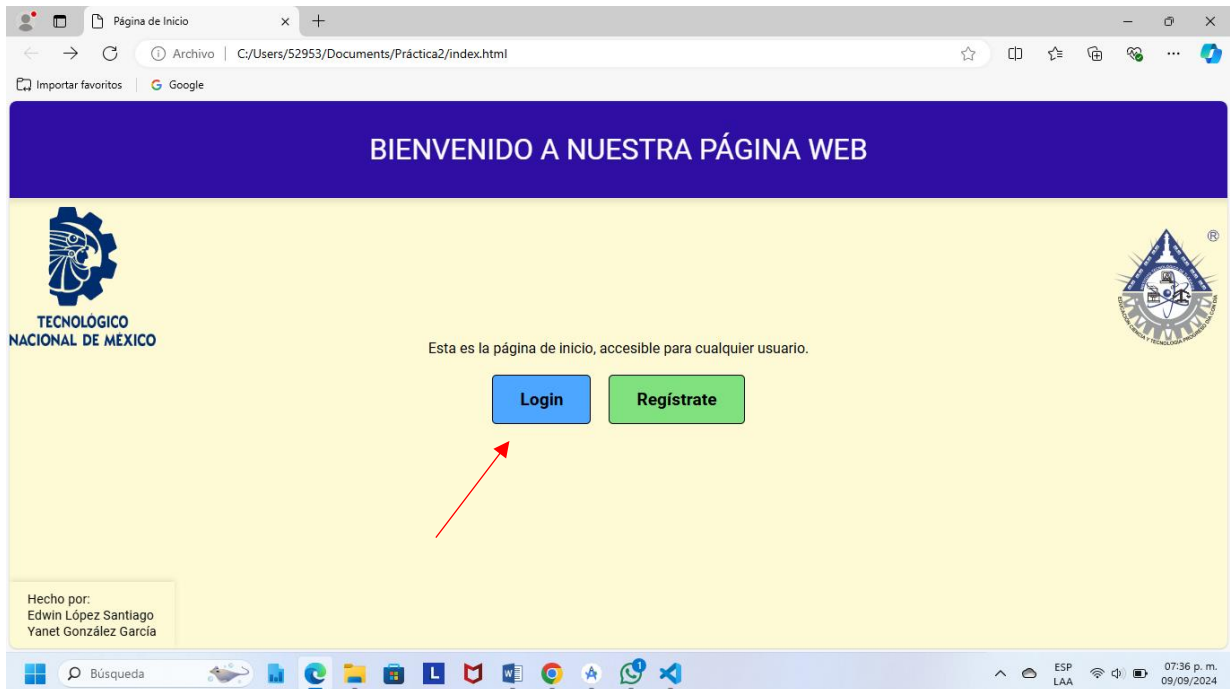 Página de Inicio
Archivo | C:/Users/52953/Documents/Práctica2/index.html
Importar favoritos
Google
BIENVENIDO A NUESTRA PÁGINA WEB
TECNOLÓGICO
NACIONAL DE MÉXICO
®
Esta es la página de inicio, accesible para cualquier usuario.
Login
Regístrate
Hecho por:
Edwin López Santiago
Yanet González García
Búsqueda
ESP
LAA
07:36 p. m.
09/09/2024